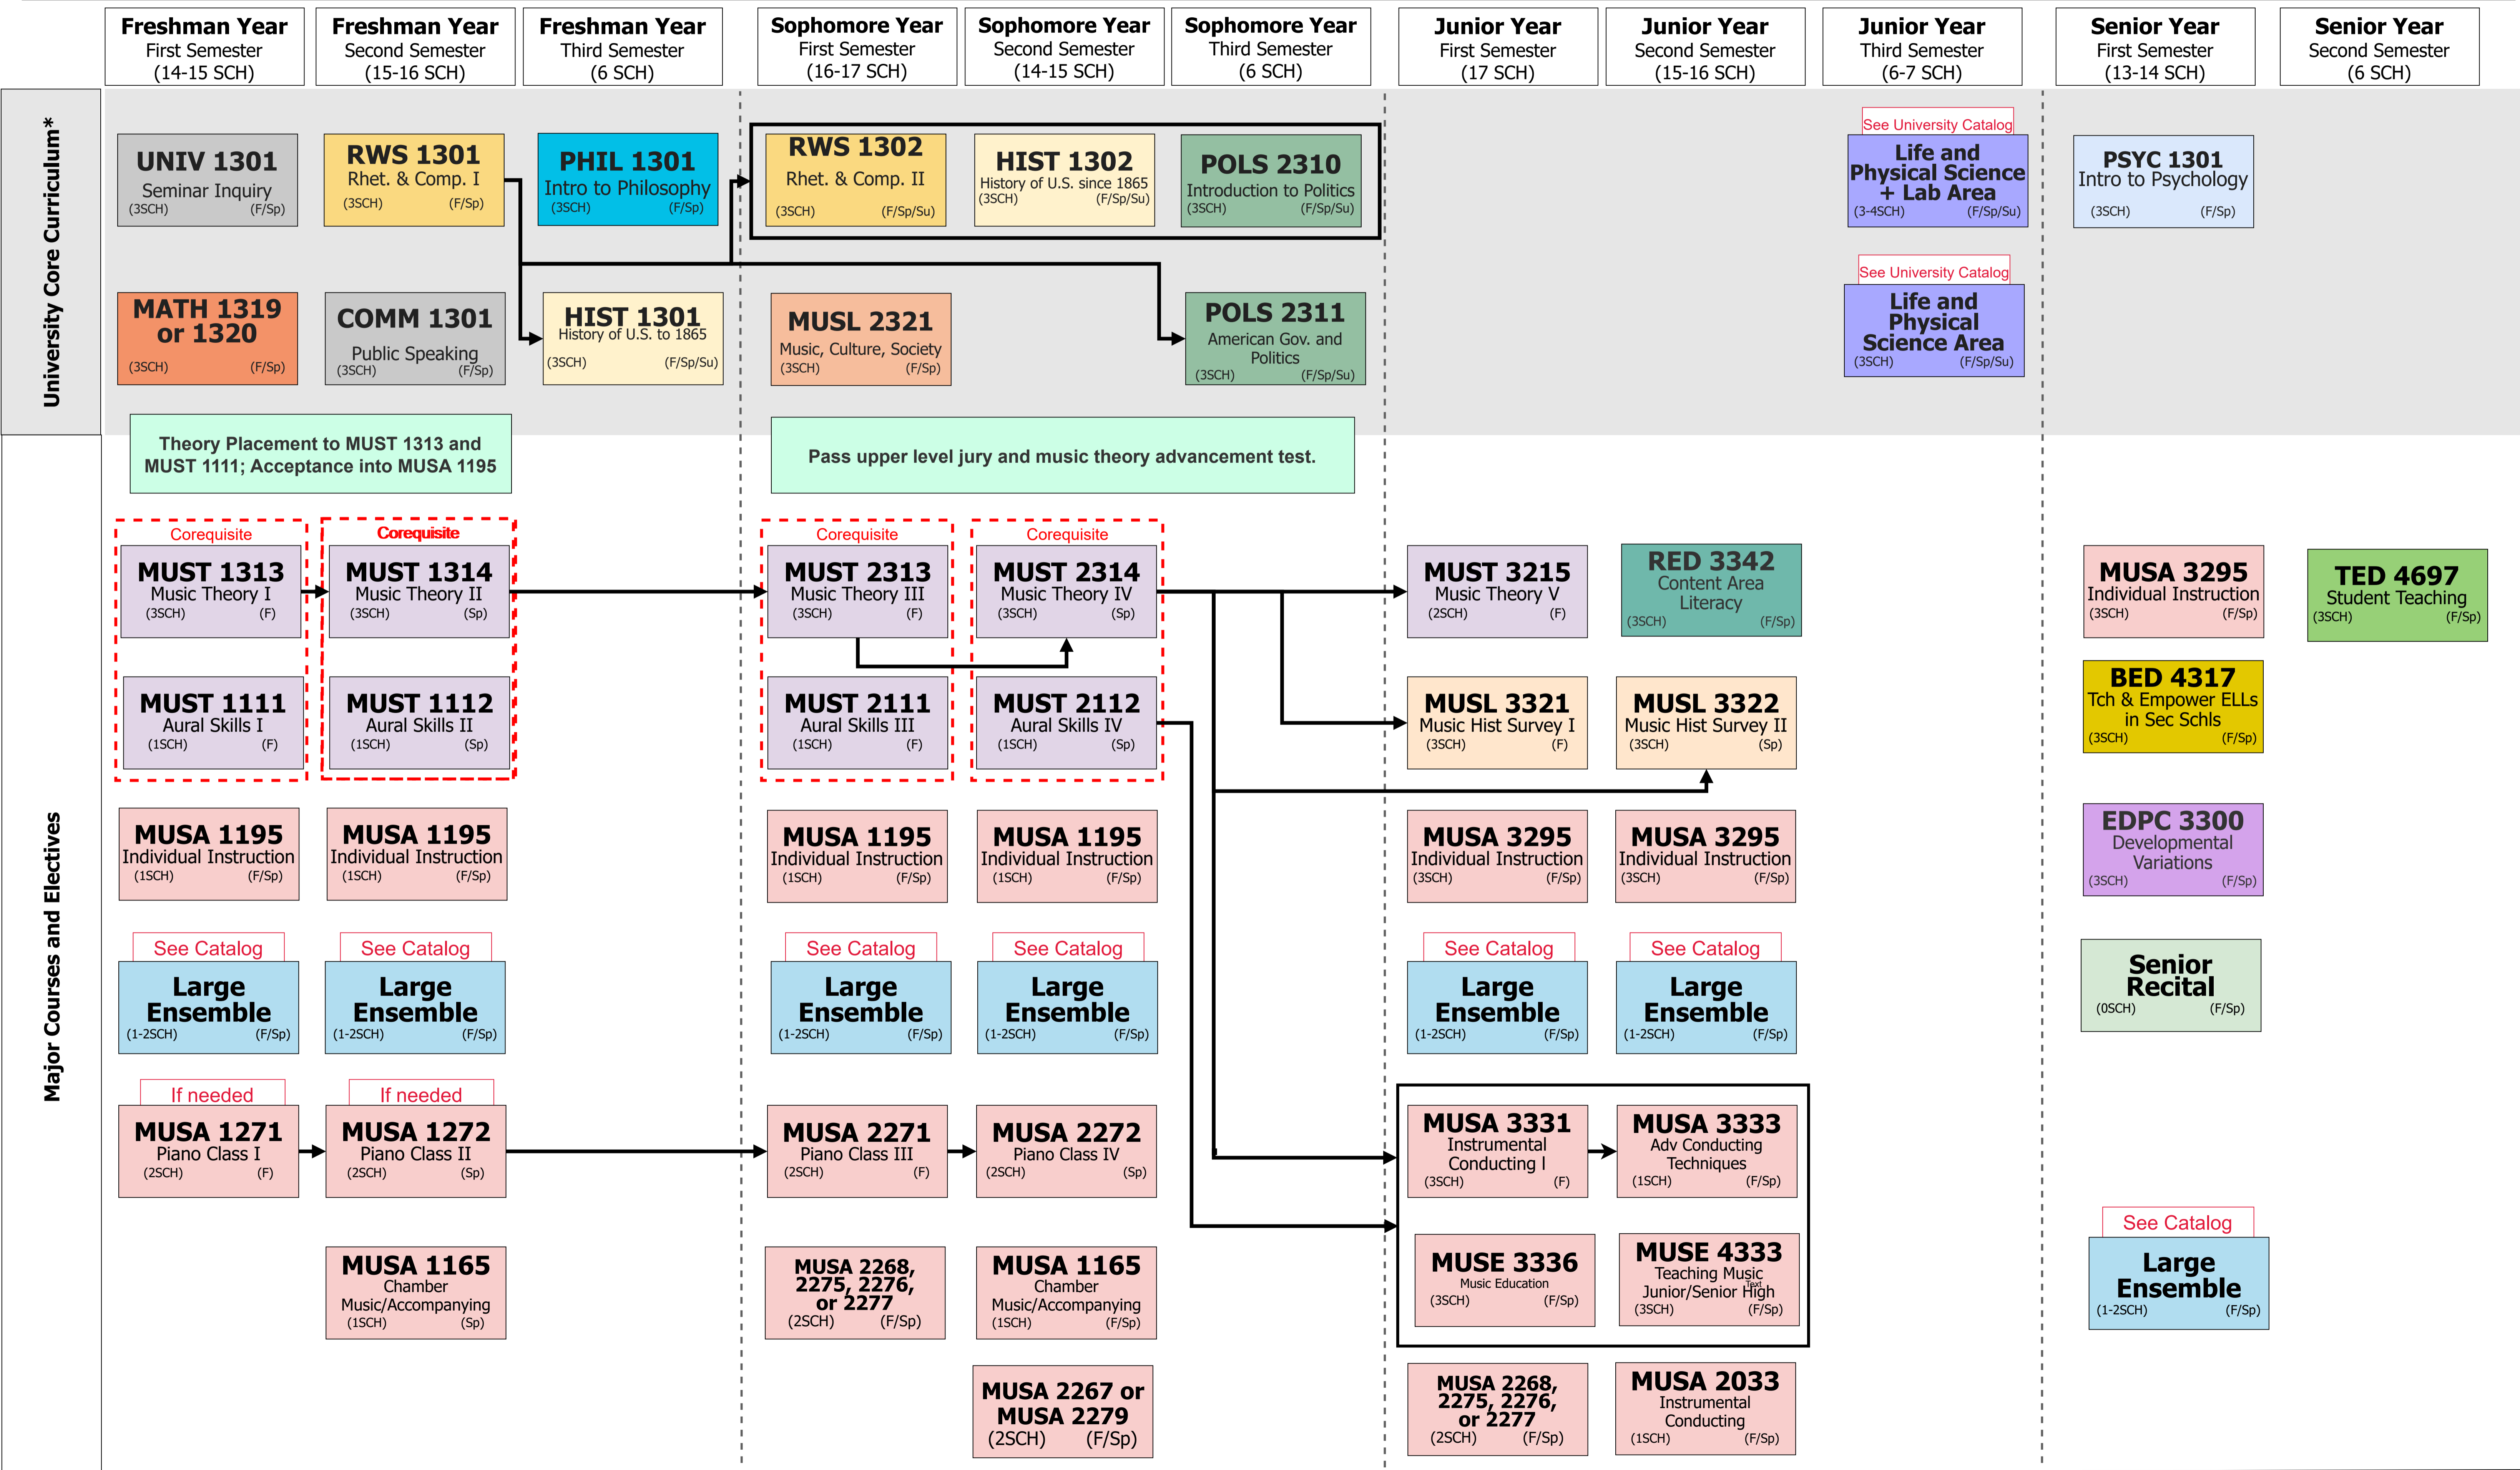 Freshman Year
First Semester
(14-15 SCH)
Freshman Year
Second Semester
(15-16 SCH)
Freshman Year
Third Semester
(6 SCH)
Sophomore Year
First Semester
(16-17 SCH)
Sophomore Year
Second Semester
(14-15 SCH)
Sophomore Year
Third Semester
(6 SCH)
Junior Year
First Semester
(17 SCH)
Junior Year
Second Semester
(15-16 SCH)
Junior Year
Third Semester
(6-7 SCH)
Senior Year
First Semester
(13-14 SCH)
Senior Year
Second Semester
(6 SCH)
University Core Curriculum*
UNIV 1301
Seminar Inquiry
(3SCH) (F/Sp)
RWS 1301
Rhet. & Comp. I
(3SCH) (F/Sp)
PHIL 1301
Intro to Philosophy
(3SCH) (F/Sp)
RWS 1302
Rhet. & Comp. II
(3SCH) (F/Sp/Su)
HIST 1302
History of U.S. since 1865
(3SCH) (F/Sp/Su)
POLS 2310
Introduction to Politics
(3SCH) (F/Sp/Su)
See University Catalog
Life and
Physical Science
+ Lab Area
(3-4SCH) (F/Sp/Su)
PSYC 1301
Intro to Psychology
(3SCH) (F/Sp)
MATH 1319
or 1320
(3SCH) (F/Sp)
COMM 1301
Public Speaking
(3SCH) (F/Sp)
HIST 1301
History of U.S. to 1865
(3SCH) (F/Sp/Su)
MUSL 2321
Music, Culture, Society
(3SCH) (F/Sp)
POLS 2311
American Gov. and
Politics
(3SCH) (F/Sp/Su)
See University Catalog
Life and
Physical
Science Area
(3SCH) (F/Sp/Su)
Theory Placement to MUST 1313 and
MUST 1111; Acceptance into MUSA 1195
Pass upper level jury and music theory advancement test.
Major Courses and Electives
Corequisite
MUST 1313
Music Theory I
(3SCH) (F)
Corequisite
MUST 1314
Music Theory II
(3SCH) (Sp)
Corequisite
MUST 2313
Music Theory III
(3SCH) (F)
Corequisite
MUST 2314
Music Theory IV
(3SCH) (Sp)
MUST 3215
Music Theory V
(2SCH) (F)
RED 3342
Content Area
Literacy
(3SCH) (F/Sp)
MUSA 3295
Individual Instruction
(3SCH) (F/Sp)
TED 4697
Student Teaching
(3SCH) (F/Sp)
MUST 1111
Aural Skills I
(1SCH) (F)
MUST 1112
Aural Skills II
(1SCH) (Sp)
MUST 2111
Aural Skills III
(1SCH) (F)
MUST 2112
Aural Skills IV
(1SCH) (Sp)
MUSL 3321
Music Hist Survey I
(3SCH) (F)
MUSL 3322
Music Hist Survey II
(3SCH) (Sp)
BED 4317
Tch & Empower ELLs
in Sec Schls
(3SCH) (F/Sp)
MUSA 1195
Individual Instruction
(1SCH) (F/Sp)
MUSA 1195
Individual Instruction
(1SCH) (F/Sp)
MUSA 1195
Individual Instruction
(1SCH) (F/Sp)
MUSA 1195
Individual Instruction
(1SCH) (F/Sp)
MUSA 3295
Individual Instruction
(3SCH) (F/Sp)
MUSA 3295
Individual Instruction
(3SCH) (F/Sp)
EDPC 3300
Developmental
Variations
(3SCH) (F/Sp)
See Catalog
Large
Ensemble
(1-2SCH) (F/Sp)
See Catalog
Large
Ensemble
(1-2SCH) (F/Sp)
See Catalog
Large
Ensemble
(1-2SCH) (F/Sp)
See Catalog
Large
Ensemble
(1-2SCH) (F/Sp)
See Catalog
Large
Ensemble
(1-2SCH) (F/Sp)
See Catalog
Large
Ensemble
(1-2SCH) (F/Sp)
Senior
Recital
(0SCH) (F/Sp)
If needed
MUSA 1271
Piano Class I
(2SCH) (F)
If needed
MUSA 1272
Piano Class II
(2SCH) (Sp)
MUSA 2271
Piano Class III
(2SCH) (F)
MUSA 2272
Piano Class IV
(2SCH) (Sp)
MUSA 3331
Instrumental
Conducting I
(3SCH) (F)
MUSA 3333
Adv Conducting
Techniques
(1SCH) (F/Sp)
MUSA 1165
Chamber
Music/Accompanying
(1SCH) (Sp)
MUSA 2268,
2275, 2276,
or 2277
(2SCH) (F/Sp)
MUSA 1165
Chamber
Music/Accompanying
(1SCH) (F/Sp)
MUSE 3336
Music Education
(3SCH) (F/Sp)
MUSE 4333
Teaching Music
Text
Junior/Senior High
(3SCH) (F/Sp)
See Catalog
Large
Ensemble
(1-2SCH) (F/Sp)
MUSA 2267 or
MUSA 2279
(2SCH) (F/Sp)
MUSA 2268,
2275, 2276,
or 2277
(2SCH) (F/Sp)
MUSA 2033
Instrumental
Conducting
(1SCH) (F/Sp)